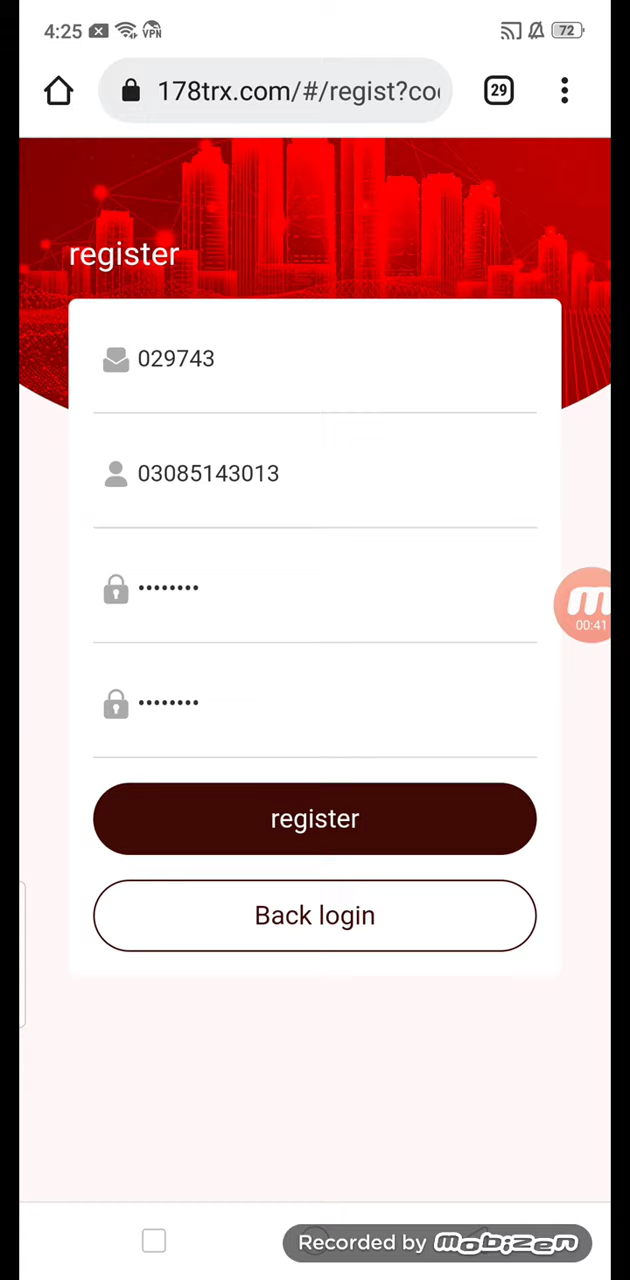 4:25
VPN
72
178trx.com/#/regist?co
29
register
029743
03085143013
••••••••
••••••••
00:41
register
Back login
Recorded by mobizen